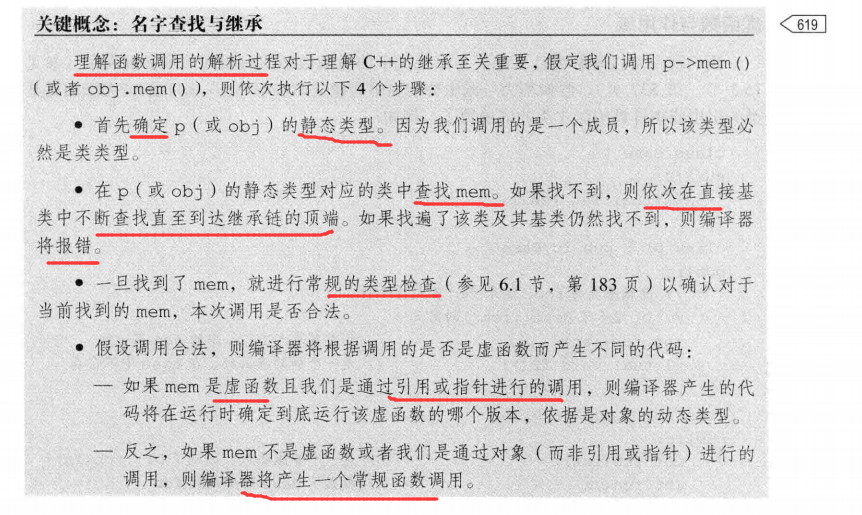 关键概念：名字查找与继承
619
理解函数调用的解析过程对于理解 C++的继承至关重要，假定我们调用 p->mem()
（或者 obj.mem()），则依次执行以下 4 个步骤：
● 首先确定 p（或 obj）的静态类型。因为我们调用的是一个成员，所以该类型必
然是类类型。
● 在 p（或 obj）的静态类型对应的类中查找 mem。如果找不到，则依次在直接基
类中不断查找直至到达继承链的顶端。如果找遍了该类及其基类仍然找不到，则编译器
将报错。
● 一旦找到了 mem，就进行常规的类型检查（参见 6.1 节，第 183 页）以确认对于
当前找到的 mem，本次调用是否合法。
● 假设调用合法，则编译器将根据调用的是否是虚函数而产生不同的代码：
— 如果 mem 是虚函数且我们是通过引用或指针进行的调用，则编译器产生的代
码将在运行时确定到底运行该虚函数的哪个版本，依据是对象的动态类型。
— 反之，如果 mem 不是虚函数或者我们是通过对象（而非引用或指针）进行的
调用，则编译器将产生一个常规函数调用。